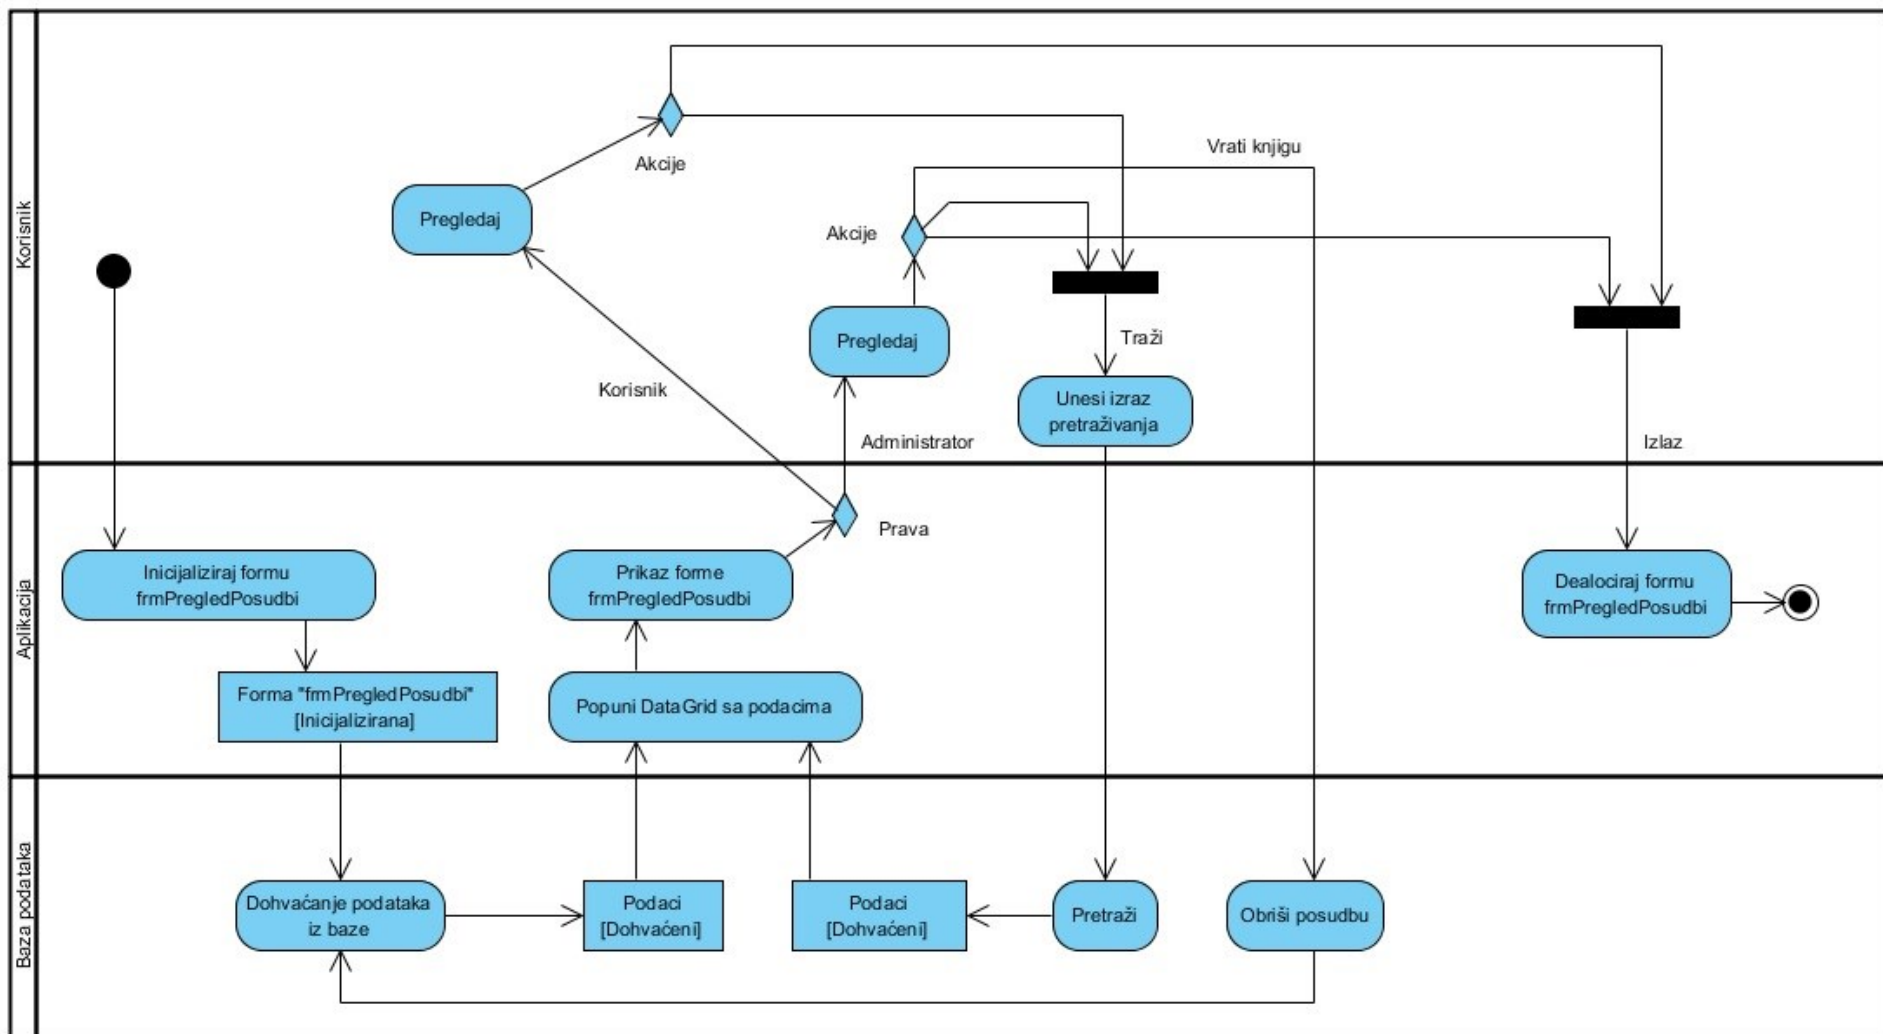 Korisnik
Akcije
Vrati knjigu
Pregledaj
Akcije
Pregledaj
Traži
Korisnik
Unesi izraz
pretraživanja
Administrator
Izlaz
Aplikacija
Prava
Inicijaliziraj formu
frmPregledPosudbi
Prikaz forme
frmPregledPosudbi
Dealociraj formu
frmPregledPosudbi
Forma "frmPregledPosudbi"
[Inicijalizirana]
Popuni DataGrid sa podacima
Baza podataka
Dohvaćanje podataka
iz baze
Podaci
[Dohvaćeni]
Podaci
[Dohvaćeni]
Pretraži
Obriši posudbu